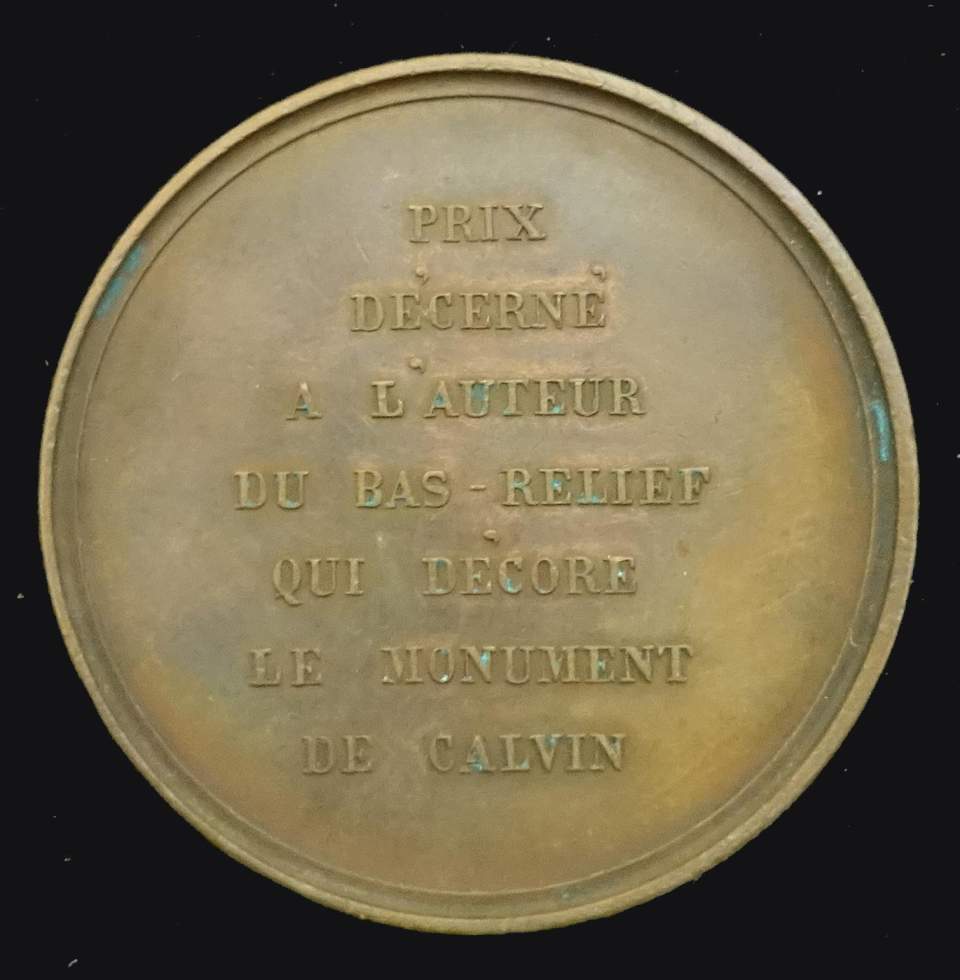 PRIX
DÉCERNÉ
A L'AUTEUR
DU BAS-RELIEF
QUI DÉCORE
LE MONUMENT
DE CALVIN